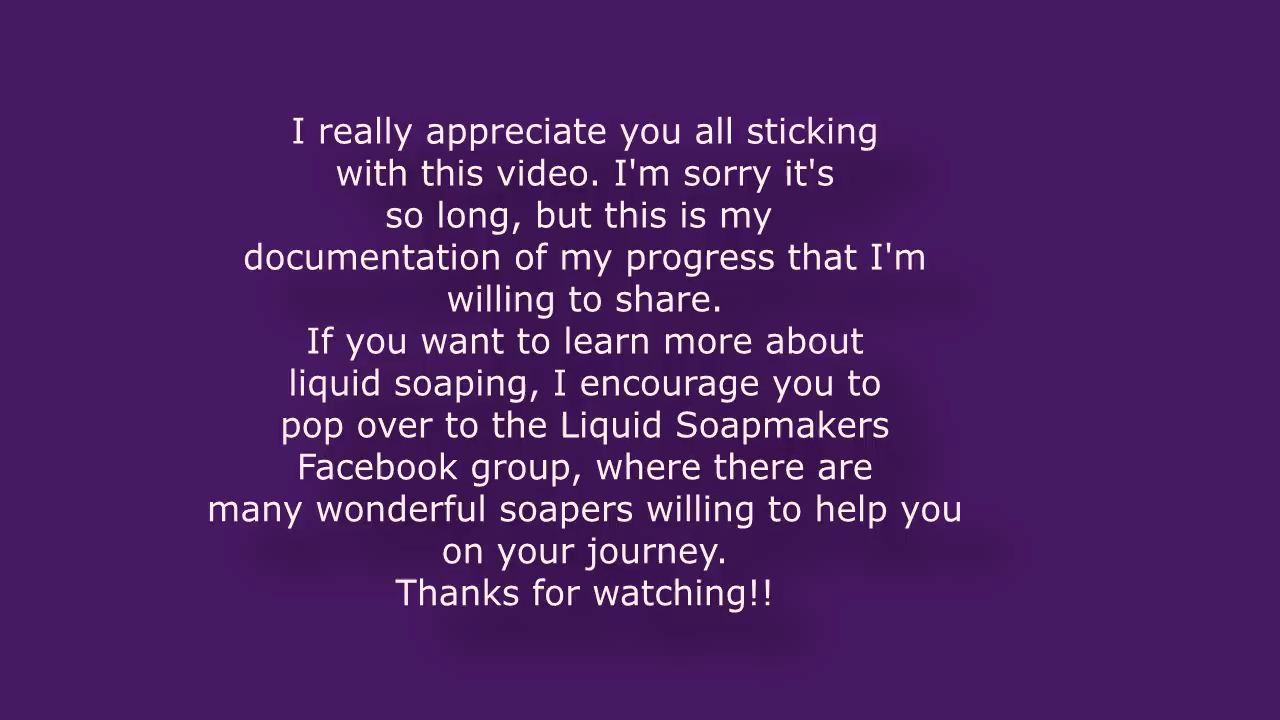 I really appreciate you all sticking
with this video. I'm sorry it's
so long, but this is my
documentation of my progress that I'm
willing to share.
If you want to learn more about
liquid soaping, I encourage you to
pop over to the Liquid Soapmakers
Facebook group, where there are
many wonderful soapers willing to help you
on your journey.
Thanks for watching!!